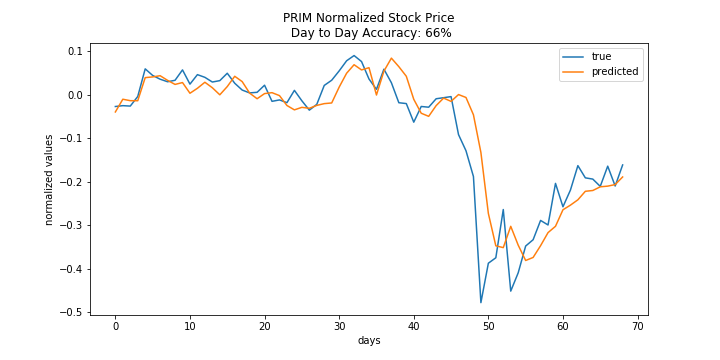 PRIM Normalized Stock Price
Day to Day Accuracy: 66%
true
predicted
normalized values
0.1
0.0
−0.1
−0.2
−0.3
−0.4
−0.5
0 10 20 30 40 50 60 70
days